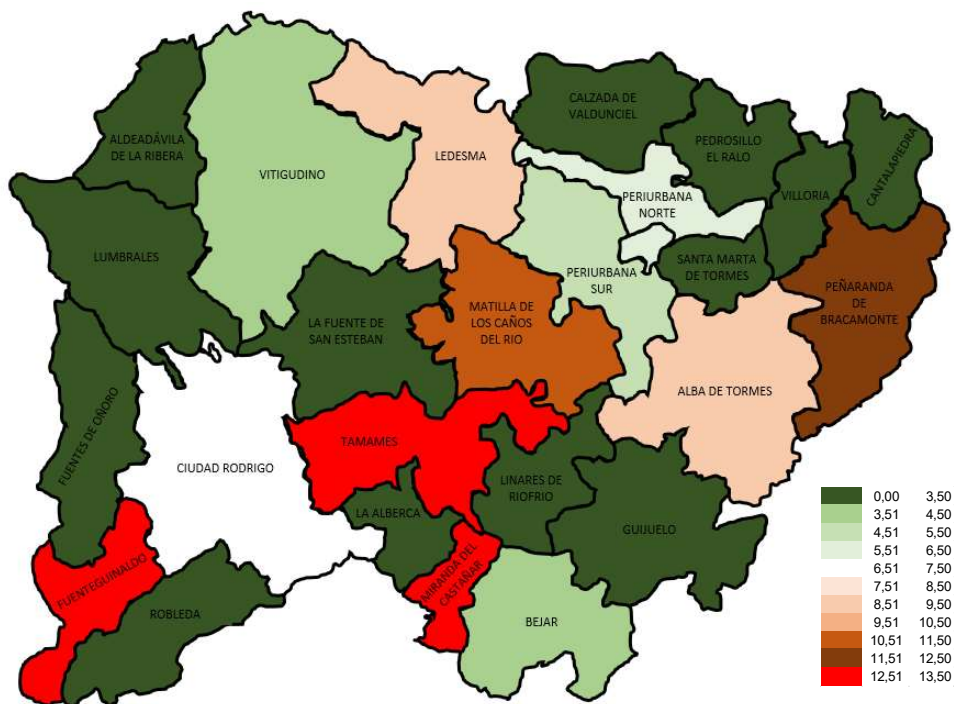 CALZADA DE
VALDUNCIEL
ALDEADÁVILA
DE LA RIBERA
PEDROSILLO
EL RALO
CANTALAPIEDRA
VITIGUDINO
LEDESMA
VILLORIA
PERIURBANA
NORTE
LUMBRALES
SANTA MARTA
DE TORMES
PERIURBANA
SUR
PEÑARANDA
DE
BRACAMONTE
LA FUENTE DE
SAN ESTEBAN
MATILLA DE
LOS CAÑOS
DEL RIO
ALBA DE TORMES
FUENTES DE OÑORO
TAMAMES
CIUDAD RODRIGO
LINARES DE
RIOFRIO
LA ALBERCA
GUIJUELO
FUENTEGUINALDO
MIRANDA DEL
CASTAÑAR
ROBLEDA
BEJAR
0,00 3,50
3,51 4,50
4,51 5,50
5,51 6,50
6,51 7,50
7,51 8,50
8,51 9,50
9,51 10,50
10,51 11,50
11,51 12,50
12,51 13,50